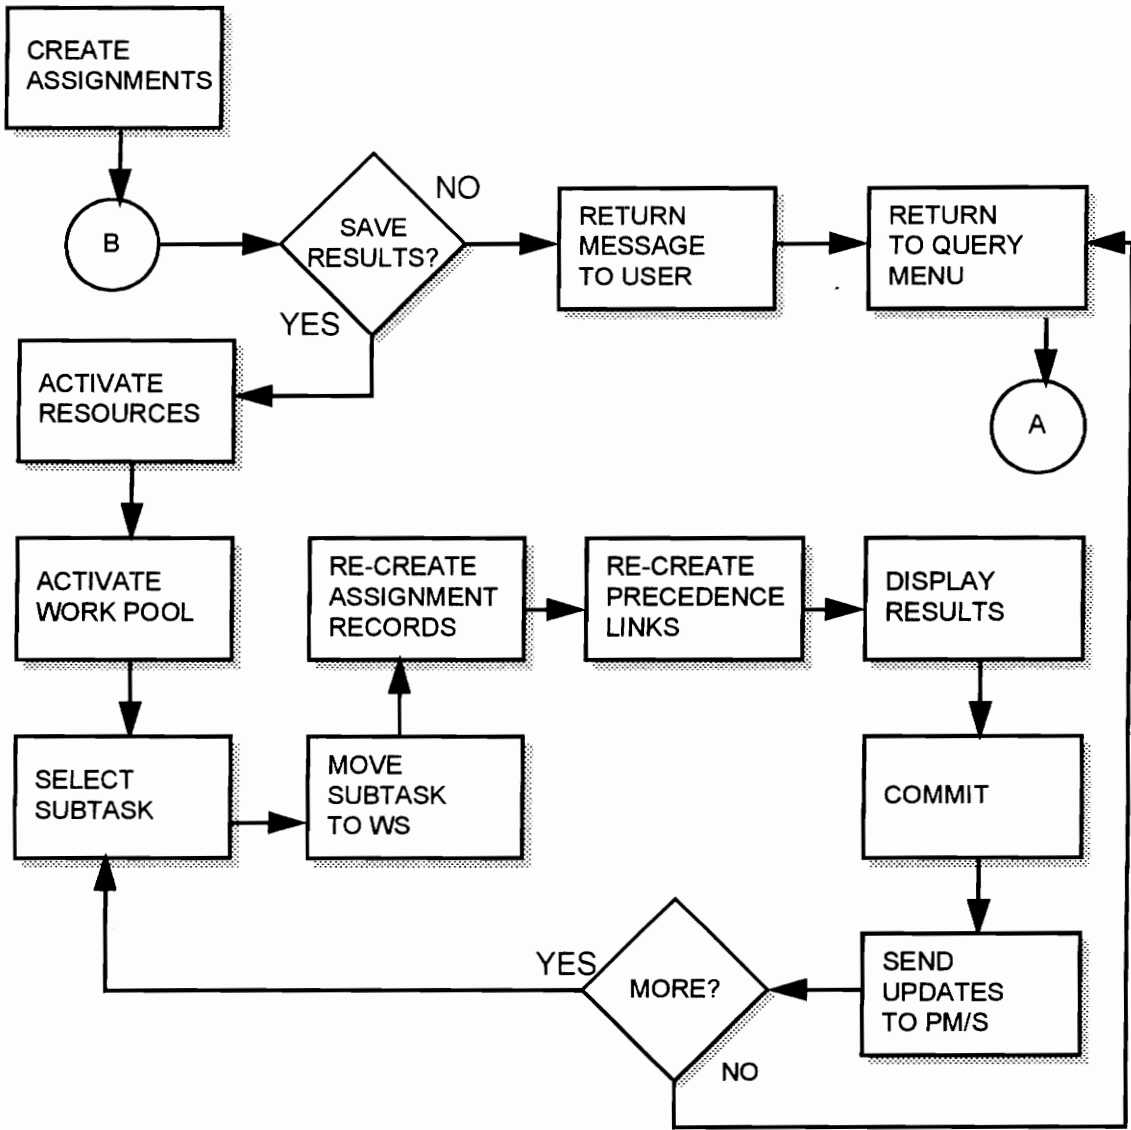 CREATE
ASSIGNMENTS
B
SAVE
RESULTS?
NO
YES
RETURN
MESSAGE
TO USER
RETURN
TO QUERY
MENU
A
ACTIVATE
RESOURCES
ACTIVATE
WORK POOL
RE-CREATE
ASSIGNMENT
RECORDS
RE-CREATE
PRECEDENCE
LINKS
DISPLAY
RESULTS
SELECT
SUBTASK
MOVE
SUBTASK
TO WS
COMMIT
YES
MORE?
NO
SEND
UPDATES
TO PM/S